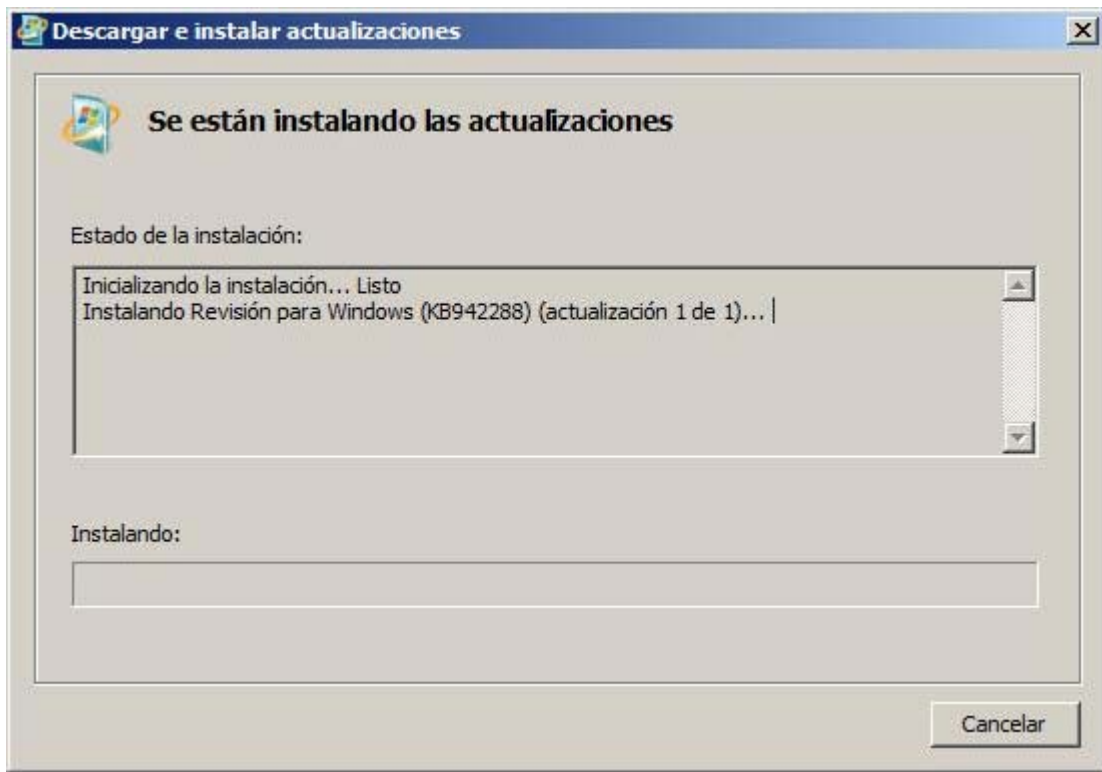 Descargar e instalar actualizaciones
Se están instalando las actualizaciones
Estado de la instalación:
Inicializando la instalación... Listo
Instalando Revisión para Windows (KB942288) (actualización 1 de 1)...
Instalando:
Cancelar